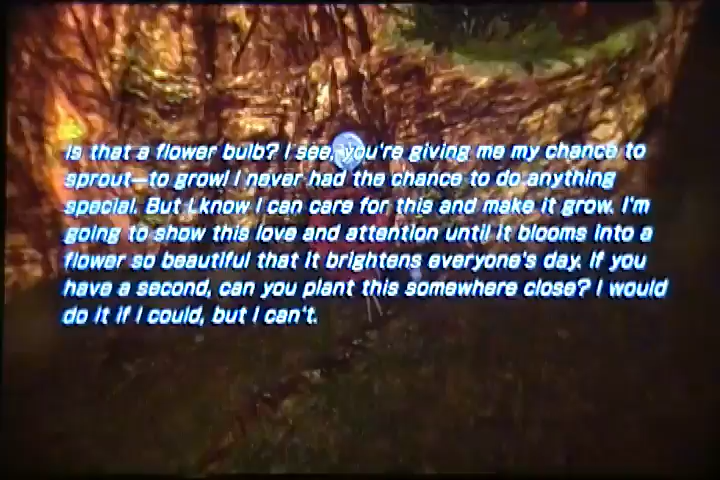 Is that a flower bulb? I see, you're giving me my chance to
sprout—to grow! I never had the chance to do anything
special. But I know I can care for this and make it grow. I'm
going to show this love and attention until it blooms into a
flower so beautiful that it brightens everyone's day. If you
have a second, can you plant this somewhere close? I would
do it if I could, but I can't.